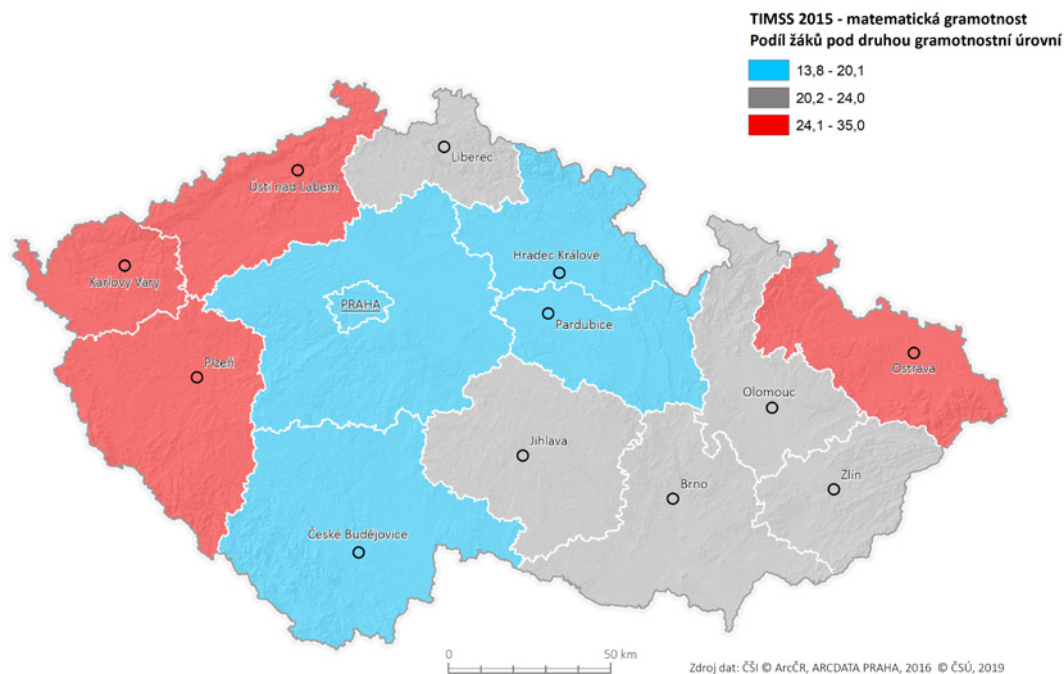 TIMSS 2015 - matematická gramotnost
Podíl žáků pod druhou gramotnostní úrovní
13,8 - 20,1
20,2 - 24,0
24,1 - 35,0
Liberec
Ústí nad Labem
Hradec Králové
Karlovy Vary
PRAHA
Pardubice
Plzeň
Ostrava
Olomouc
Jihlava
Zlín
Brno
České Budějovice
0 50 km
Zdroj dat: ČŠI © ArcČR, ARCDATA PRAHA, 2016 © ČSÚ, 2019